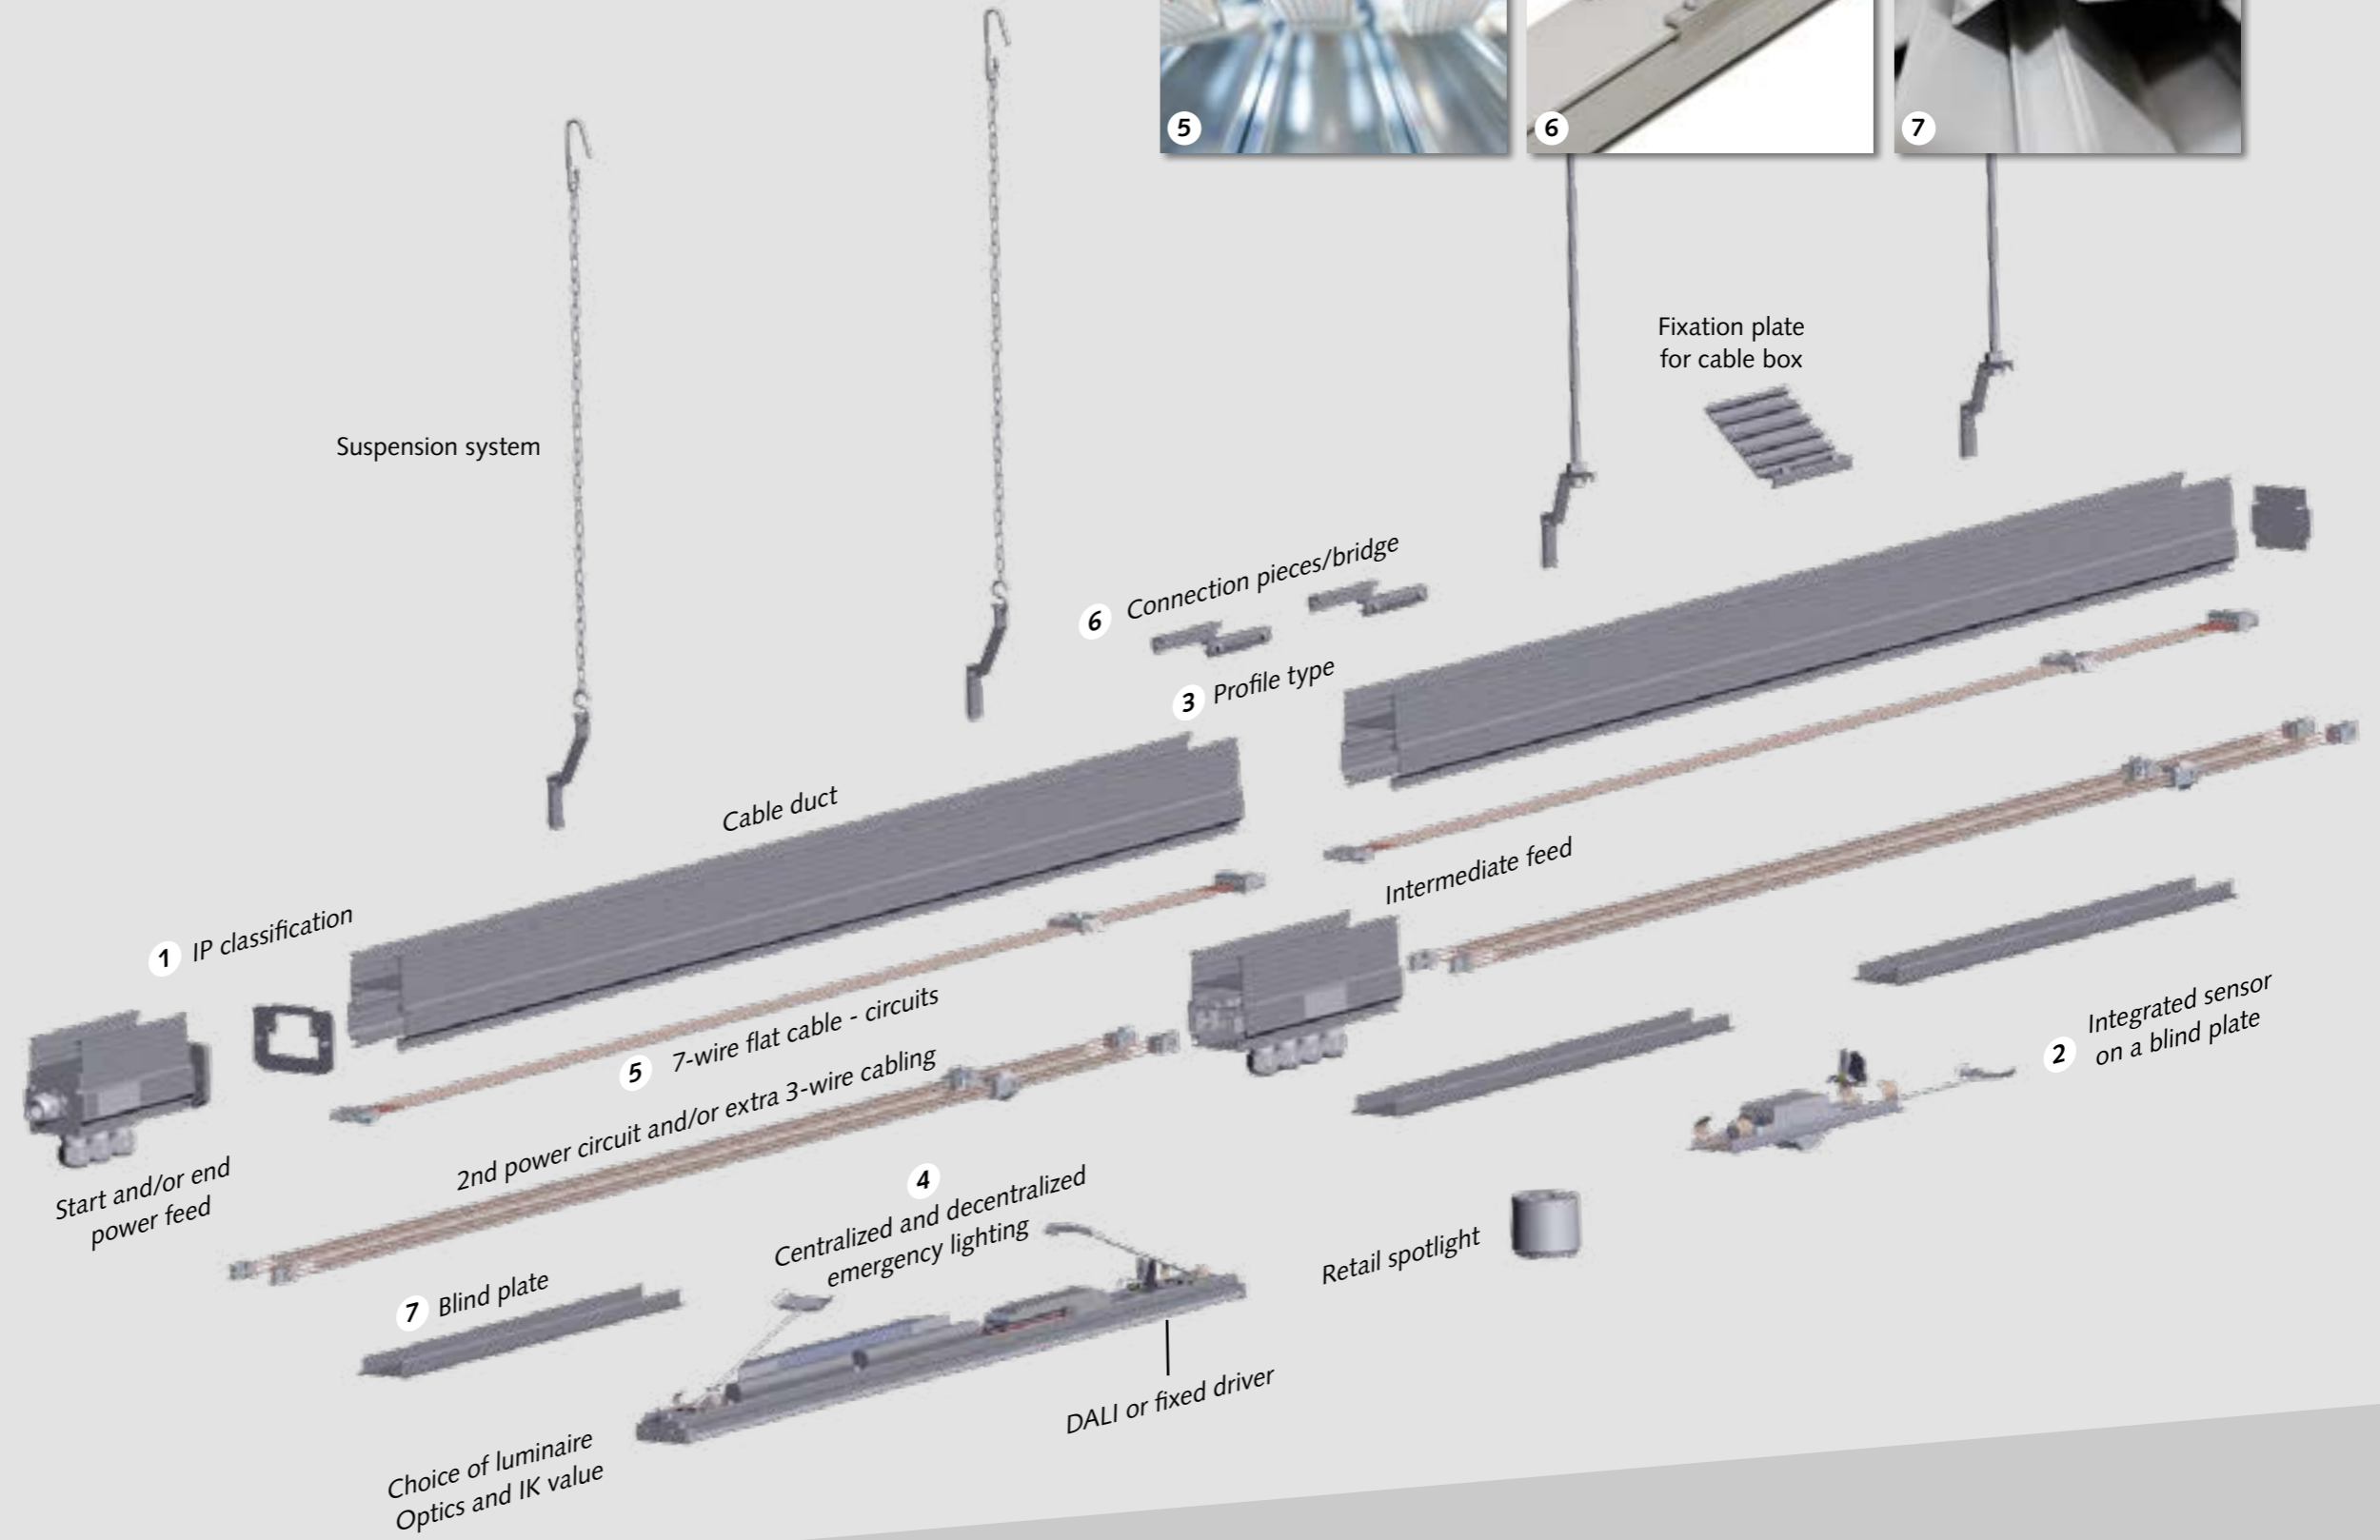 5
6
7
Fixation plate
for cable box
Suspension system
6 Connection pieces/bridge
3 Profile type
Cable duct
Intermediate feed
1 IP classification
5 7-wire flat cable - circuits
2 Integrated sensor
on a blind plate
2nd power circuit and/or extra 3-wire cabling
Start and/or end
power feed
4
Centralized and decentralized
emergency lighting
Retail spotlight
7 Blind plate
DALI or fixed driver
Choice of luminaire
Optics and IK value